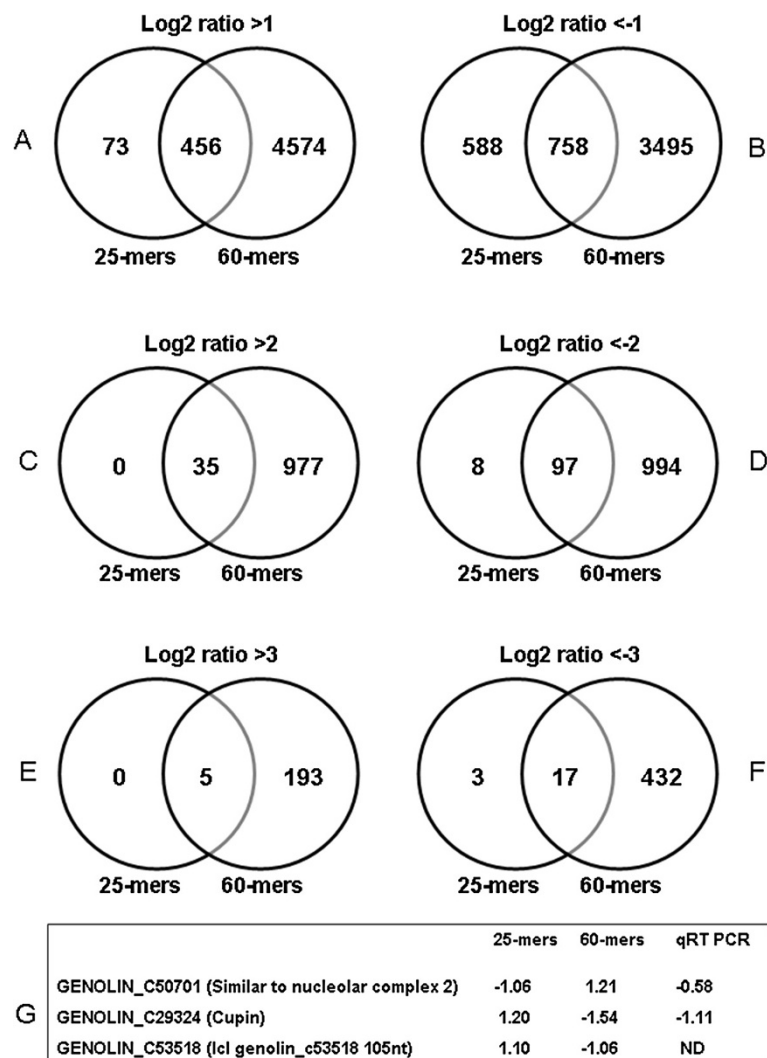 Log2 ratio >1 Log2 ratio <-1
A 73 456 4574 588 758 3495 B
25-mers 60-mers 25-mers 60-mers
Log2 ratio >2 Log2 ratio <-2
C 0 35 977 8 97 994 D
25-mers 60-mers 25-mers 60-mers
Log2 ratio >3 Log2 ratio <-3
E 0 5 193 3 17 432 F
25-mers 60-mers 25-mers 60-mers
25-mers 60-mers qRT PCR
GENOLIN_C50701 (Similar to nucleolar complex 2) -1.06 1.21 -0.58
G GENOLIN_C29324 (Cupin) 1.20 -1.54 -1.11
GENOLIN_C53518 (lcl genolin_c53518 105nt) 1.10 -1.06 ND